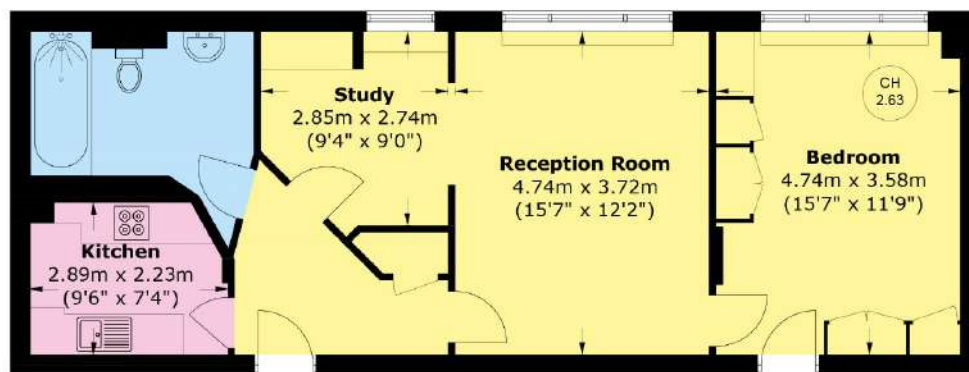 Study
2.85m x 2.74m
(9'4" x 9'0")
Reception Room
4.74m x 3.72m
(15'7" x 12'2")
CH
2.63
Bedroom
4.74m x 3.58m
(15'7" x 11'9")
Kitchen
2.89m x 2.23m
(9'6" x 7'4")